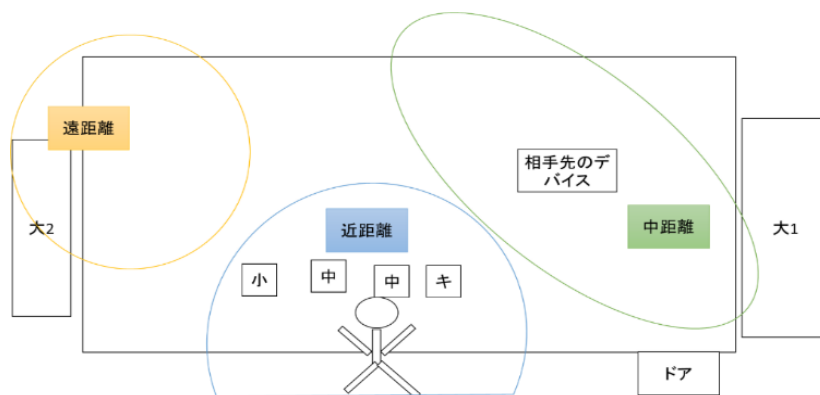 遠距離
相手先のデ
バイス
大2
近距離
中距離
大1
小
中
中
キ
ドア